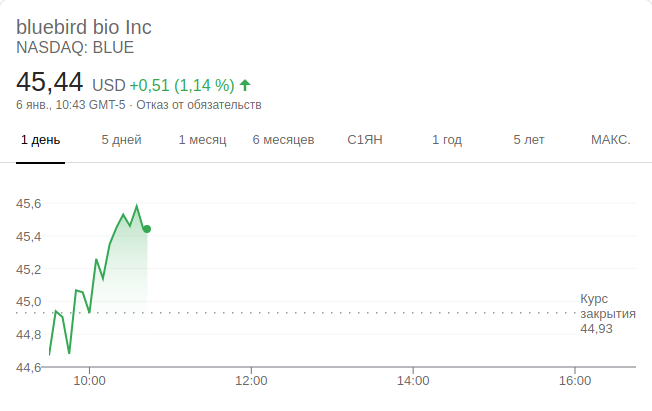 bluebird bio Inc
NASDAQ: BLUE
45,44 USD +0,51 (1,14 %)
6 янв., 10:43 GMT-5 · Отказ от обязательств
1 день 5 дней 1 месяц 6 месяцев С1ЯН 1 год 5 лет МАКС.
45,6
45,4
45,2
45,0
44,8
44,6
Курс
закрытия
44,93
10:00 12:00 14:00 16:00